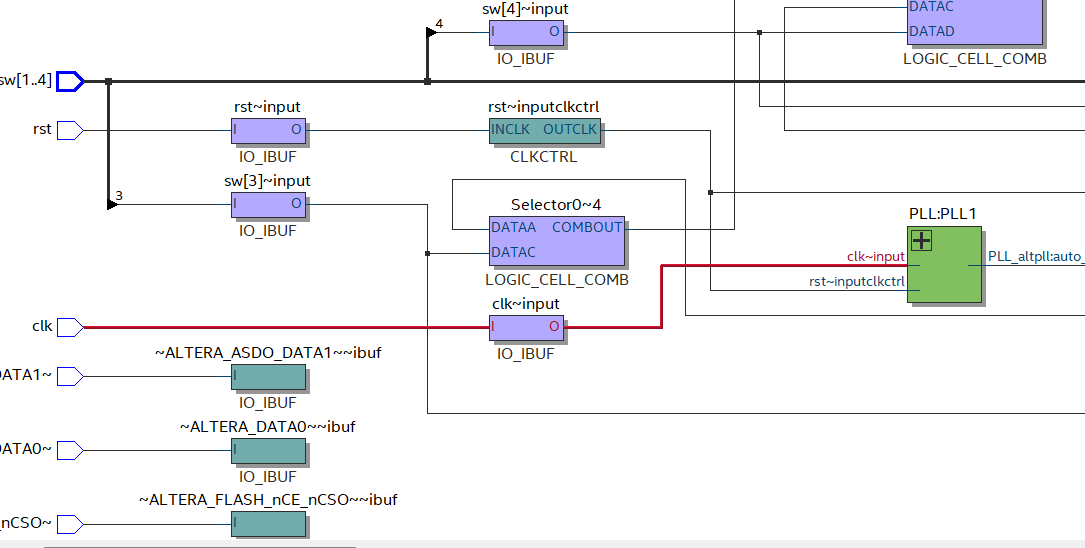 sw[4]~input
DATAC
4
I O
DATAD
IO_IBUF
LOGIC_CELL_COMB
sw[1..4]
rst~input
rst~inputclkctrl
rst
I O
INCLK OUTCLK
IO_IBUF
CLKCTRL
sw[3]~input
3
I O
Selector0~4
PLL:PLL1
IO_IBUF
DATAA COMBOUT
DATAC
clk~input
PLL_altpll:auto_
LOGIC_CELL_COMB
rst~inputclkctrl
clk~input
clk
I O
IO_IBUF
~ALTERA_ASDO_DATA1~~ibuf
DATA1~
I
IO_IBUF
~ALTERA_DATA0~~ibuf
DATA0~
I
IO_IBUF
~ALTERA_FLASH_nCE_nCSO~~ibuf
_nCSO~
I
IO_IBUF